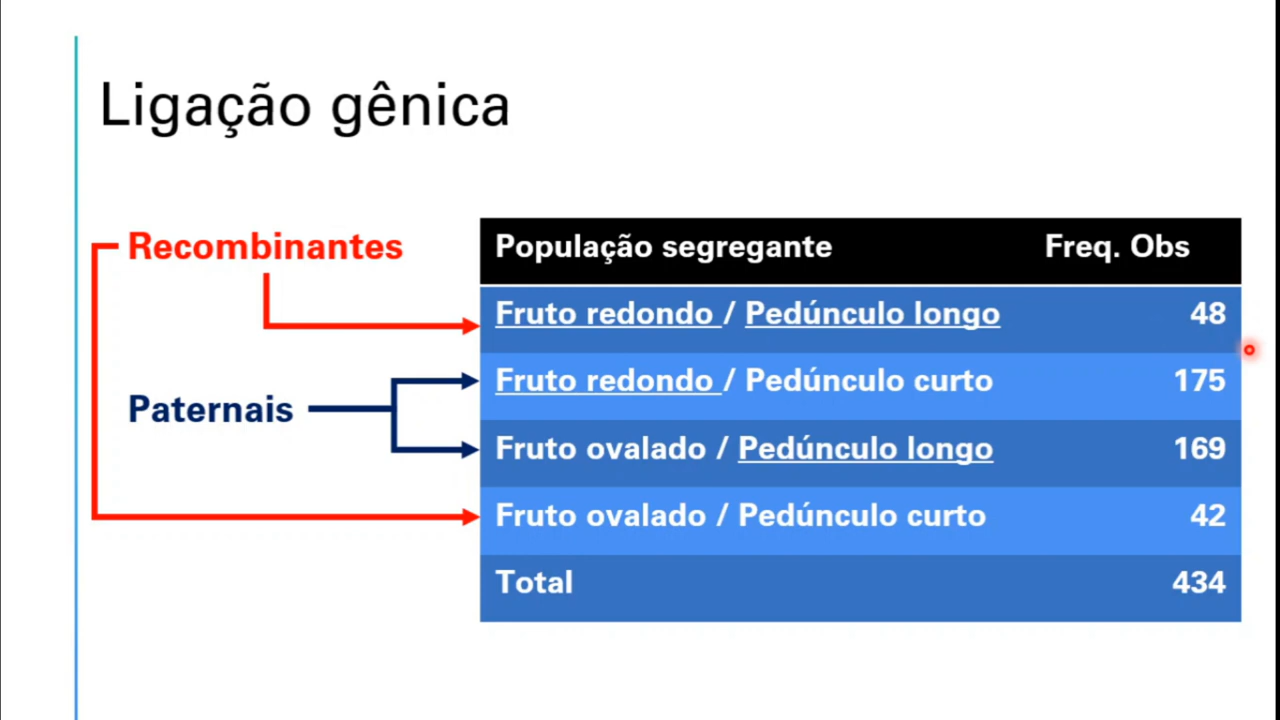 Ligação gênica
Recombinantes
Paternais
População segregante Freq. Obs
Fruto redondo / Pedúnculo longo 48
Fruto redondo / Pedúnculo curto 175
Fruto ovalado / Pedúnculo longo 169
Fruto ovalado / Pedúnculo curto 42
Total 434